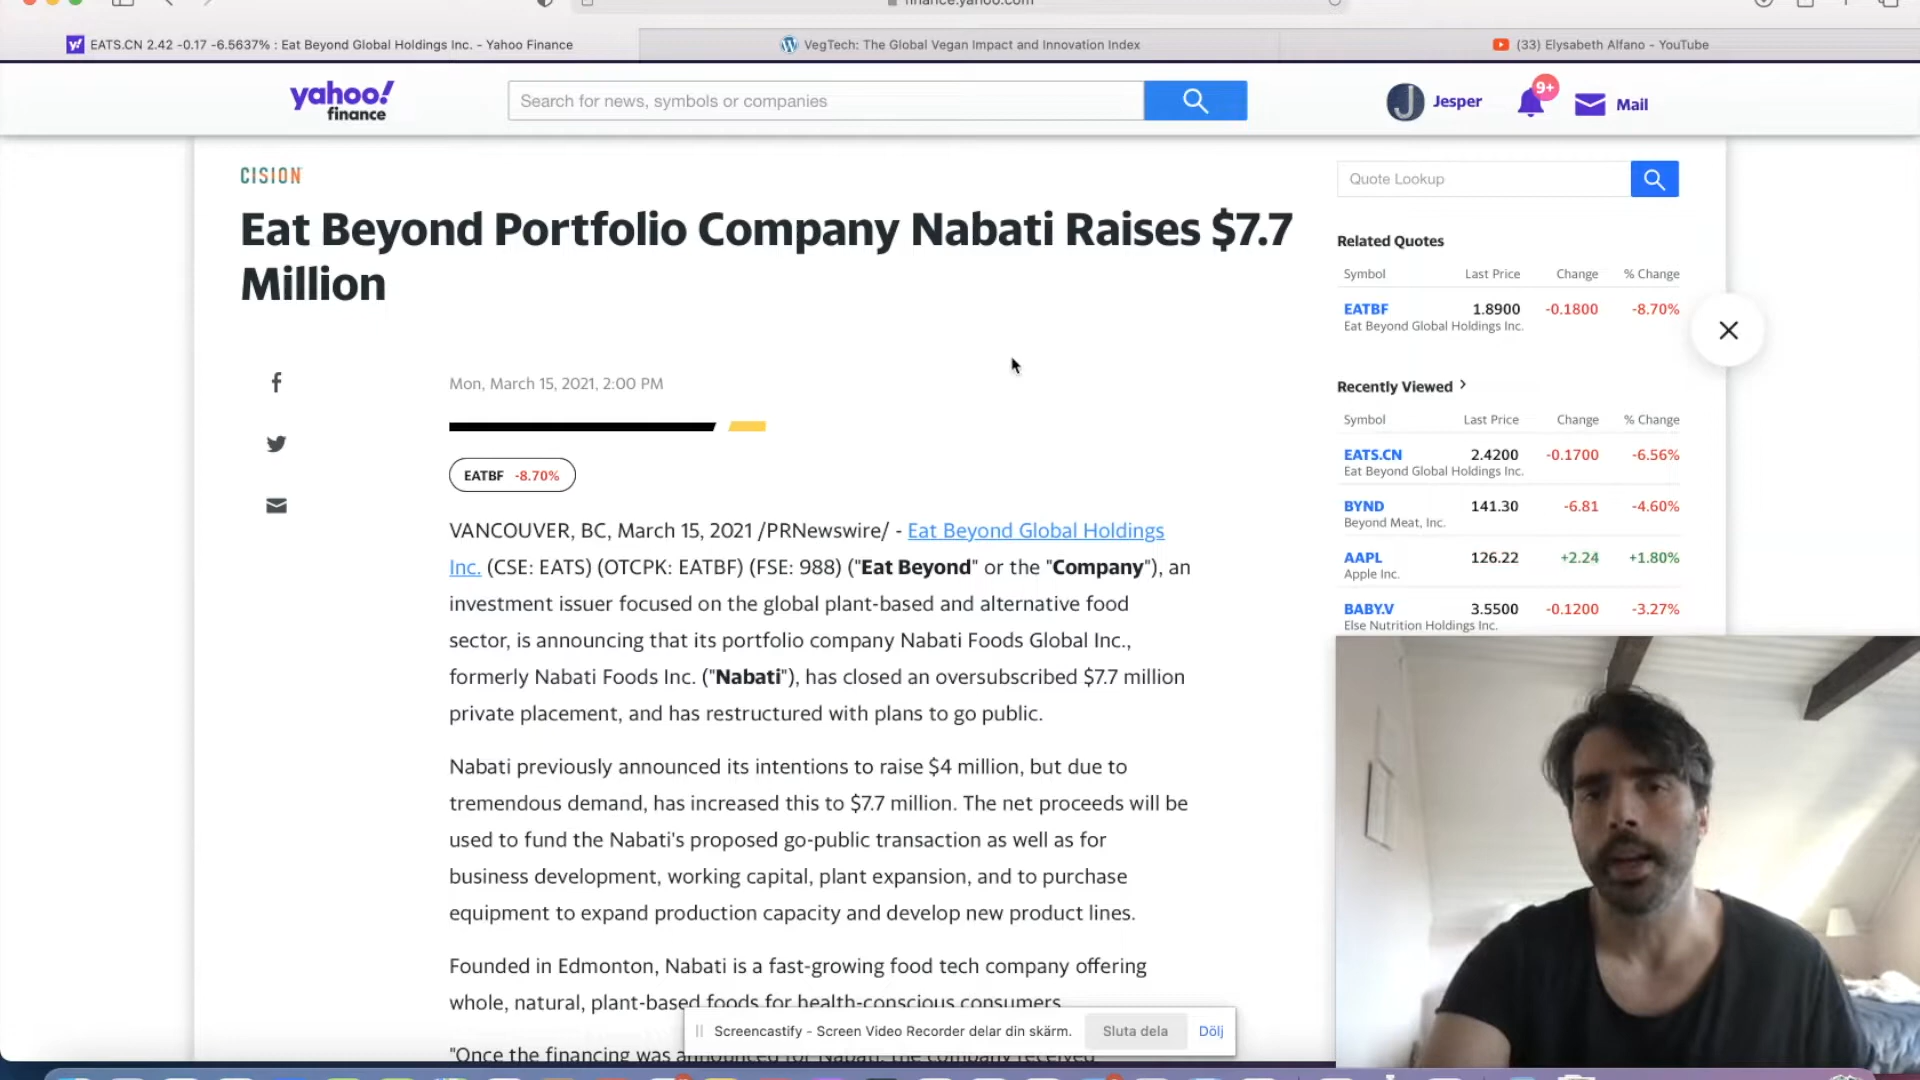 finance.yahoo.com
EATS.CN 2.42 -0.17 -6.5637% : Eat Beyond Global Holdings Inc. - Yahoo Finance
VegTech: The Global Vegan Impact and Innovation Index
(33) Elysabeth Alfano - YouTube
yahoo!
finance
Search for news, symbols or companies
Jesper
9+
Mail
CISION
Eat Beyond Portfolio Company Nabati Raises $7.7
Million
Mon, March 15, 2021, 2:00 PM
EATBF -8.70%
VANCOUVER, BC, March 15, 2021 /PRNewswire/ - Eat Beyond Global Holdings
Inc. (CSE: EATS) (OTCPK: EATBF) (FSE: 988) ("Eat Beyond" or the "Company"), an
investment issuer focused on the global plant-based and alternative food
sector, is announcing that its portfolio company Nabati Foods Global Inc.,
formerly Nabati Foods Inc. ("Nabati"), has closed an oversubscribed $7.7 million
private placement, and has restructured with plans to go public.
Nabati previously announced its intentions to raise $4 million, but due to
tremendous demand, has increased this to $7.7 million. The net proceeds will be
used to fund the Nabati's proposed go-public transaction as well as for
business development, working capital, plant expansion, and to purchase
equipment to expand production capacity and develop new product lines.
Founded in Edmonton, Nabati is a fast-growing food tech company offering
whole, natural, plant-based foods for health-conscious consumers.
"Once the financing was announced for Nabati, the company received
Quote Lookup
Related Quotes
Symbol Last Price Change % Change
EATBF 1.8900 -0.1800 -8.70%
Eat Beyond Global Holdings Inc.
Recently Viewed
Symbol Last Price Change % Change
EATS.CN 2.4200 -0.1700 -6.56%
Eat Beyond Global Holdings Inc.
BYND 141.30 -6.81 -4.60%
Beyond Meat, Inc.
AAPL 126.22 +2.24 +1.80%
Apple Inc.
BABY.V 3.5500 -0.1200 -3.27%
Else Nutrition Holdings Inc.
Screencastify - Screen Video Recorder delar din skärm. Sluta dela Dölj